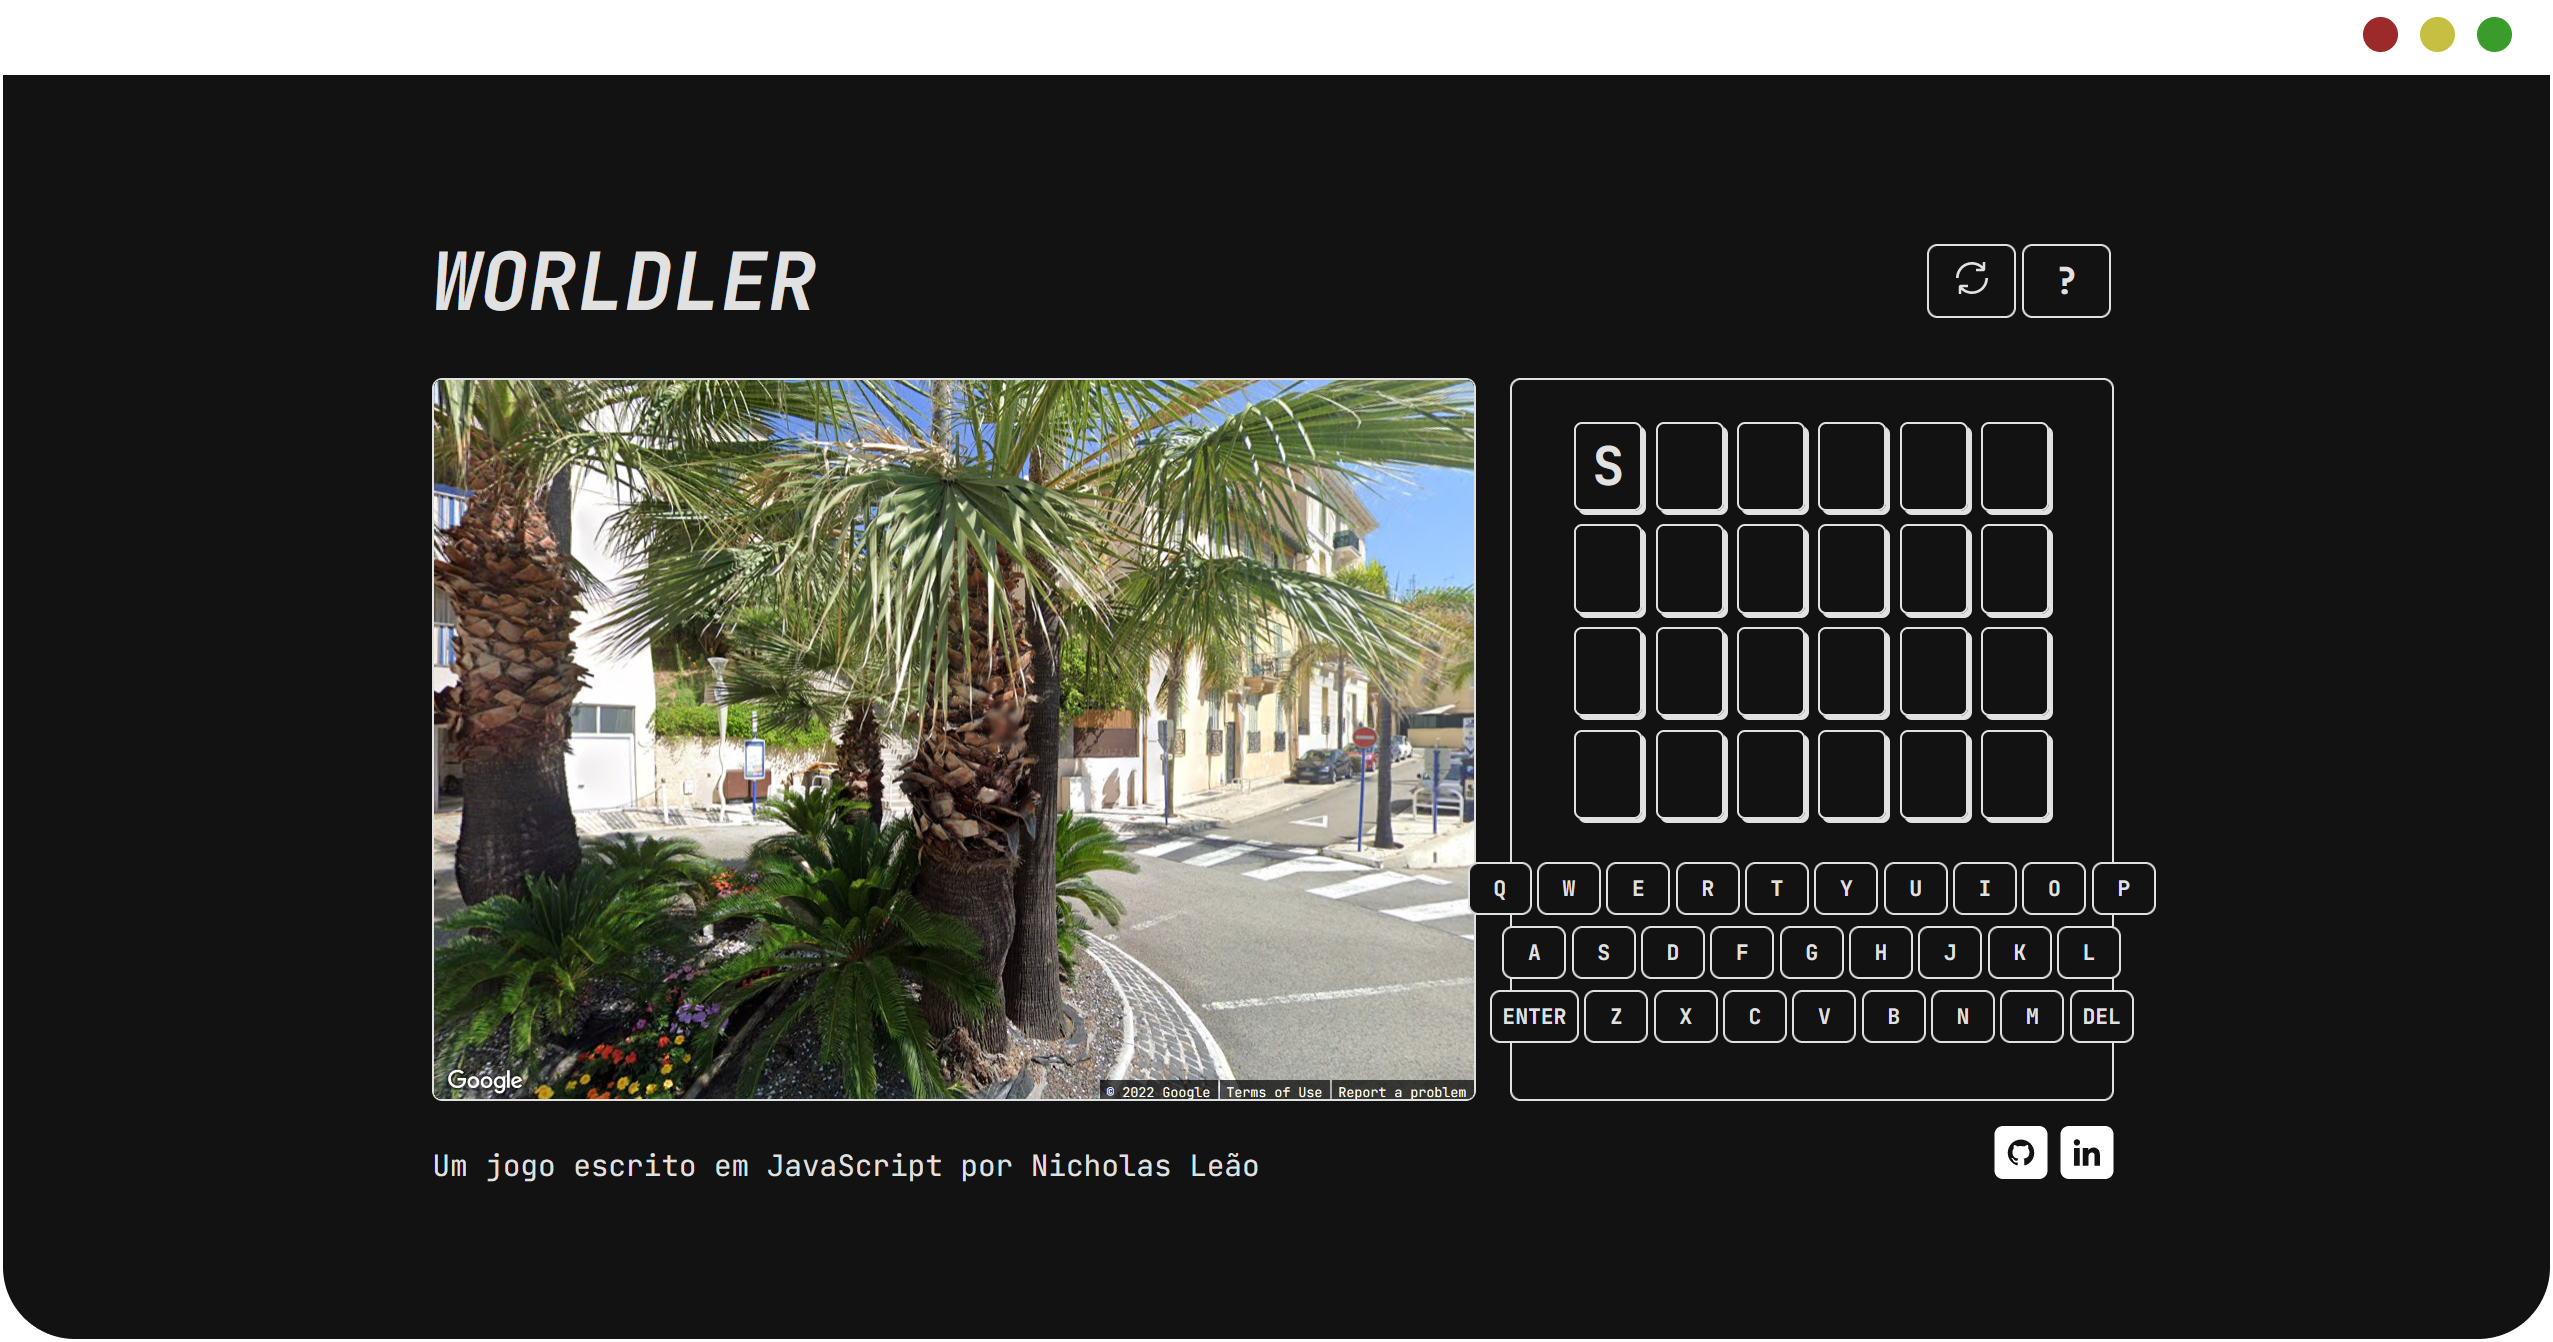 WORLDLER
?
S
Q W E R T Y U I O P
A S D F G H J K L
ENTER Z X C V B N M DEL
Google
© 2022 Google Terms of Use Report a problem
Um jogo escrito em JavaScript por Nicholas Leão
in